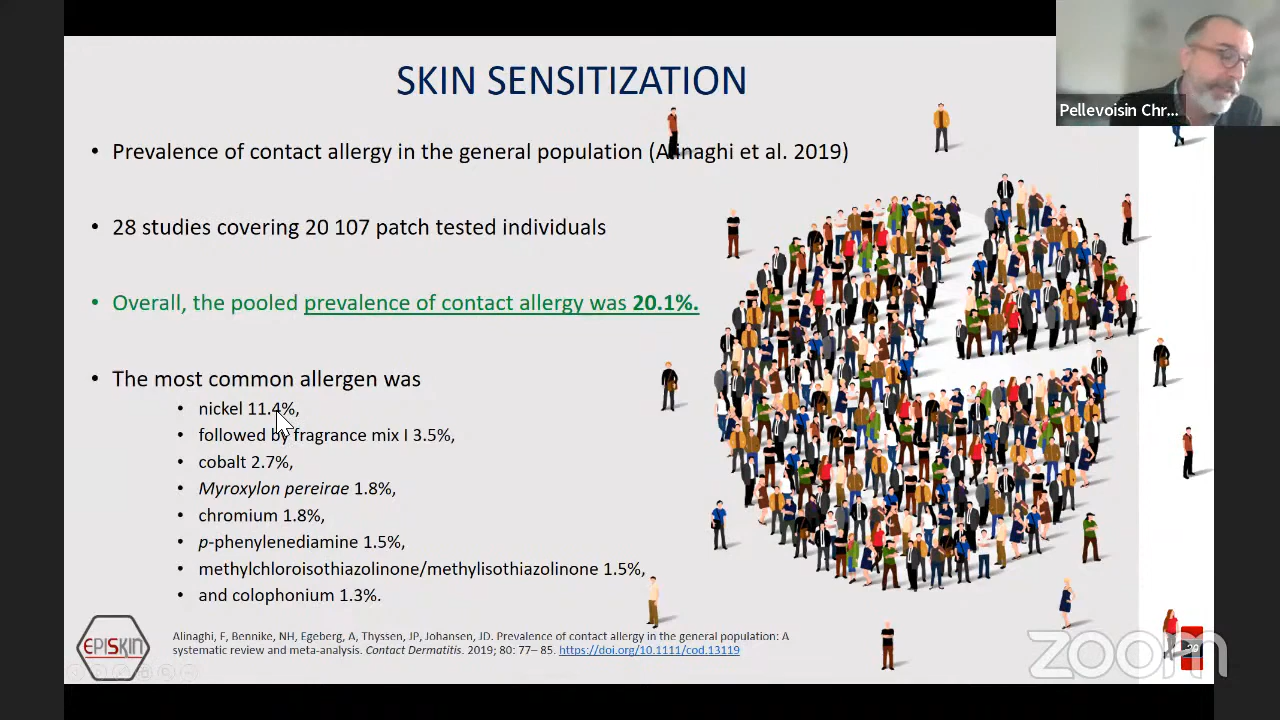 SKIN SENSITIZATION
Pellevoisin Chr...
• Prevalence of contact allergy in the general population (Alinaghi et al. 2019)
• 28 studies covering 20 107 patch tested individuals
• Overall, the pooled prevalence of contact allergy was 20.1%.
• The most common allergen was
• nickel 11.4%,
• followed by fragrance mix I 3.5%,
• cobalt 2.7%,
• Myroxylon pereirae 1.8%,
• chromium 1.8%,
• p-phenylenediamine 1.5%,
• methylchloroisothiazolinone/methylisothiazolinone 1.5%,
• and colophonium 1.3%.
EPISKIN
Alinaghi, F, Bennike, NH, Egeberg, A, Thyssen, JP, Johansen, JD. Prevalence of contact allergy in the general population: A
systematic review and meta-analysis. Contact Dermatitis. 2019; 80: 77– 85. https://doi.org/10.1111/cod.13119
zoom